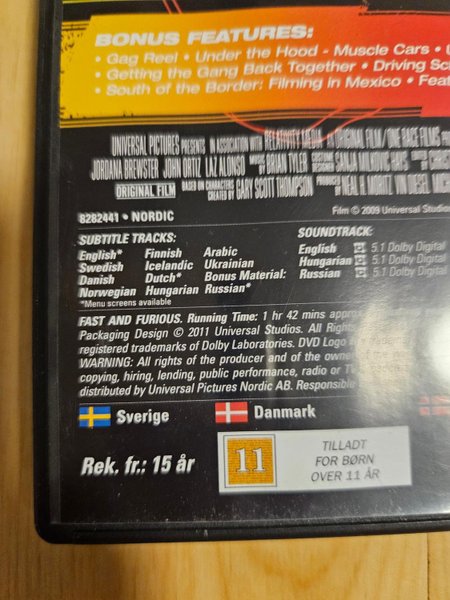 BONUS FEATURES:
• Gag Reel • Under the Hood - Muscle Cars •
• Getting the Gang Back Together • Driving
• South of the Border: Filming in Mexico •
UNIVERSAL PICTURES PRESENTS IN ASSOCIATION WITH RELATIVITY MEDIA AN ORIGINAL FILM/ONE RACE FILMS
JORDANA BREWSTER JOHN ORTIZ LAZ ALONSO MUSIC BY BRIAN TYLER COSTUME DESIGNER SANJA MILKOVIC HAYS
ORIGINAL FILM BASED ON CHARACTERS CREATED BY GARY SCOTT THOMPSON PRODUCED BY NEAL H. MORITZ VIN DIESEL
Film © 2009 Universal Studios
8282441 • NORDIC
SUBTITLE TRACKS:
English* Finnish Arabic
Swedish Icelandic Ukrainian
Danish Dutch* Bonus Material:
Norwegian Hungarian Russian*
*Menu screens available
SOUNDTRACK:
English 5.1 Dolby Digital
Hungarian 5.1 Dolby Digital
Russian 5.1 Dolby Digital
FAST AND FURIOUS. Running Time: 1 hr 42 mins
Packaging Design © 2011 Universal Studios. All
registered trademarks of Dolby Laboratories. DVD Logo
WARNING: All rights of the producer and of the
copying, hiring, lending, public performance, radio or
distributed by Universal Pictures Nordic AB. Responsible
Sverige
Danmark
Rek. fr.: 15 år
11
TILLADT
FOR BØRN
OVER 11 ÅR